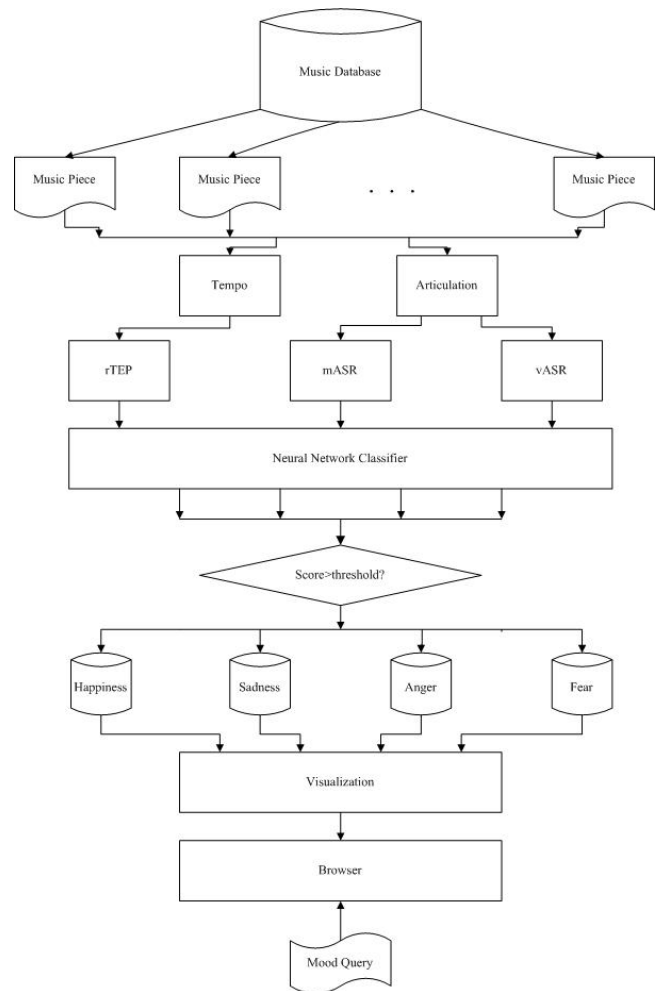 Music Database
Music Piece
Music Piece
. . .
Music Piece
Tempo
Articulation
rTEP
mASR
vASR
Neural Network Classifier
Score>threshold?
Happiness
Sadness
Anger
Fear
Visualization
Browser
Mood Query